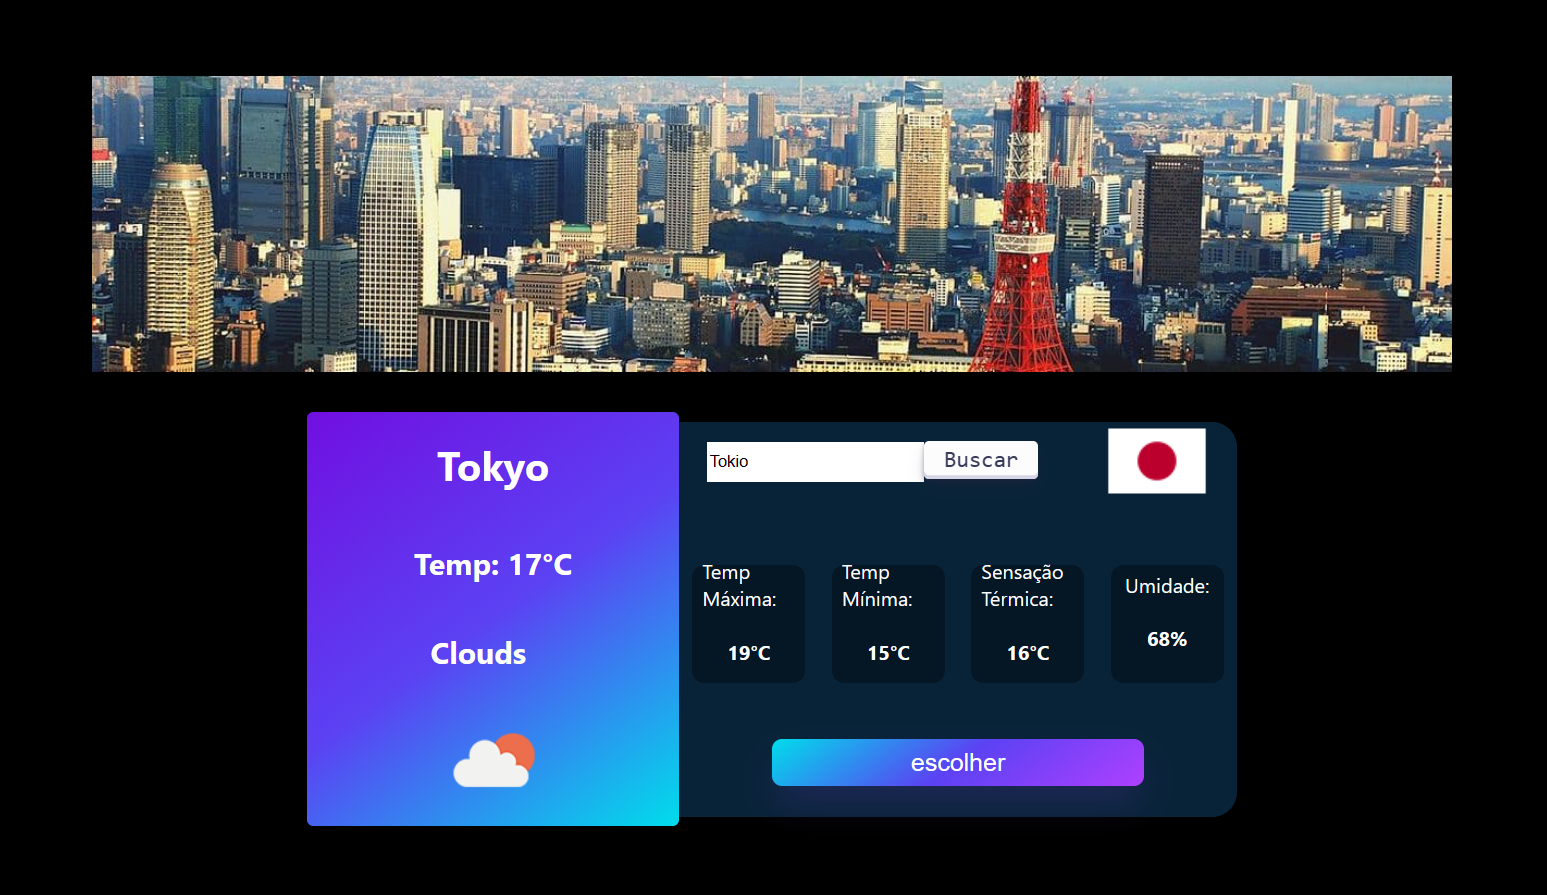 Tokyo
Temp: 17°C
Clouds
Tokio
Buscar
Temp
Máxima:
19°C
Temp
Mínima:
15°C
Sensação
Térmica:
16°C
Umidade:
68%
escolher